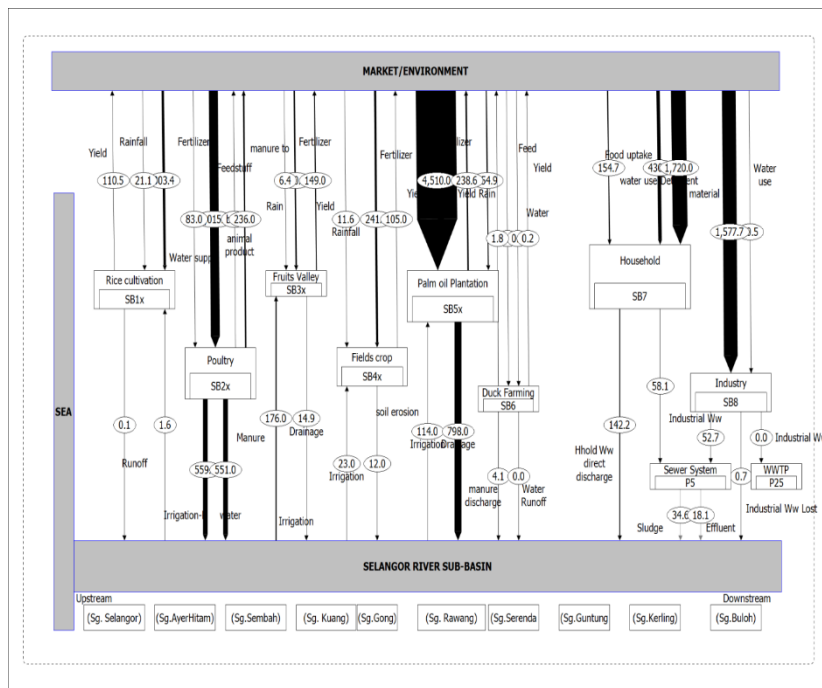 MARKET/ENVIRONMENT
Yield
Rainfall
Fertilizer
Feedstuff
manure to
Fertilizer
Fertilizer
Yield
Rain
Feed
Yield
Food uptake
water use
material
Water
use
110.5
21.1
003.4
83.0
015.
236.0
6.4
149.0
11.6
241.
105.0
4,510.0
238.6
54.9
1.8
0.2
154.7
430
1,720.0
1,577.7
Water supp
animal
product
Rain
Yield
Rainfall
Water
Rice cultivation
SB1x
Poultry
SB2x
Fruits Valley
SB3x
Fields crop
SB4x
Palm oil Plantation
SB5x
Duck Farming
SB6
Household
SB7
Industry
SB8
SEA
0.1
1.6
559.
551.0
176.0
14.9
23.0
12.0
114.0
798.0
4.1
0.0
142.2
58.1
52.7
0.0
0.7
34.6
18.1
Runoff
Manure
Drainage
soil erosion
Irrigation
Irrigation
Drainage
manure
discharge
Water
Runoff
Hhold Ww
direct
discharge
Industrial Ww
Industrial W
Sewer System
P5
WWTP
P25
Industrial Ww Lost
Sludge
Effluent
water
Irrigation
SELANGOR RIVER SUB-BASIN
Upstream
Downstream
(Sg. Selangor)
(Sg.AyerHitam)
(Sg.Sembah)
(Sg. Kuang)
(Sg.Gong)
(Sg. Rawang)
(Sg.Serenda
(Sg.Guntung
(Sg.Kerling)
(Sg.Buloh)